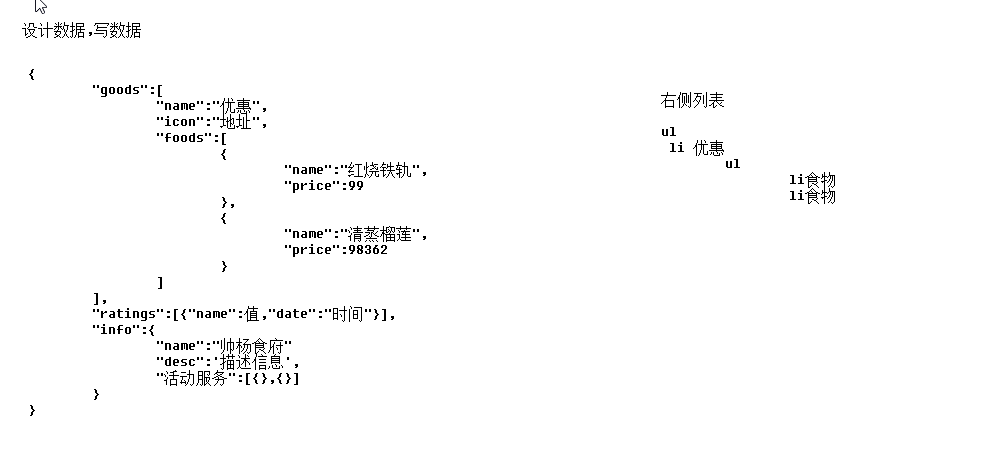 设计数据,写数据
{
"goods":[
"name":"优惠",
"icon":"地址",
"foods":[
{
"name":"红烧铁轨",
"price":99
},
{
"name":"清蒸榴莲",
"price":98362
}
]
],
"ratings":[{"name":值,"date":"时间"}],
"info":{
"name":"帅杨食府"
"desc":'描述信息',
"活动服务":[{},{}]
}
}
右侧列表
ul
li 优惠
ul
li食物
li食物